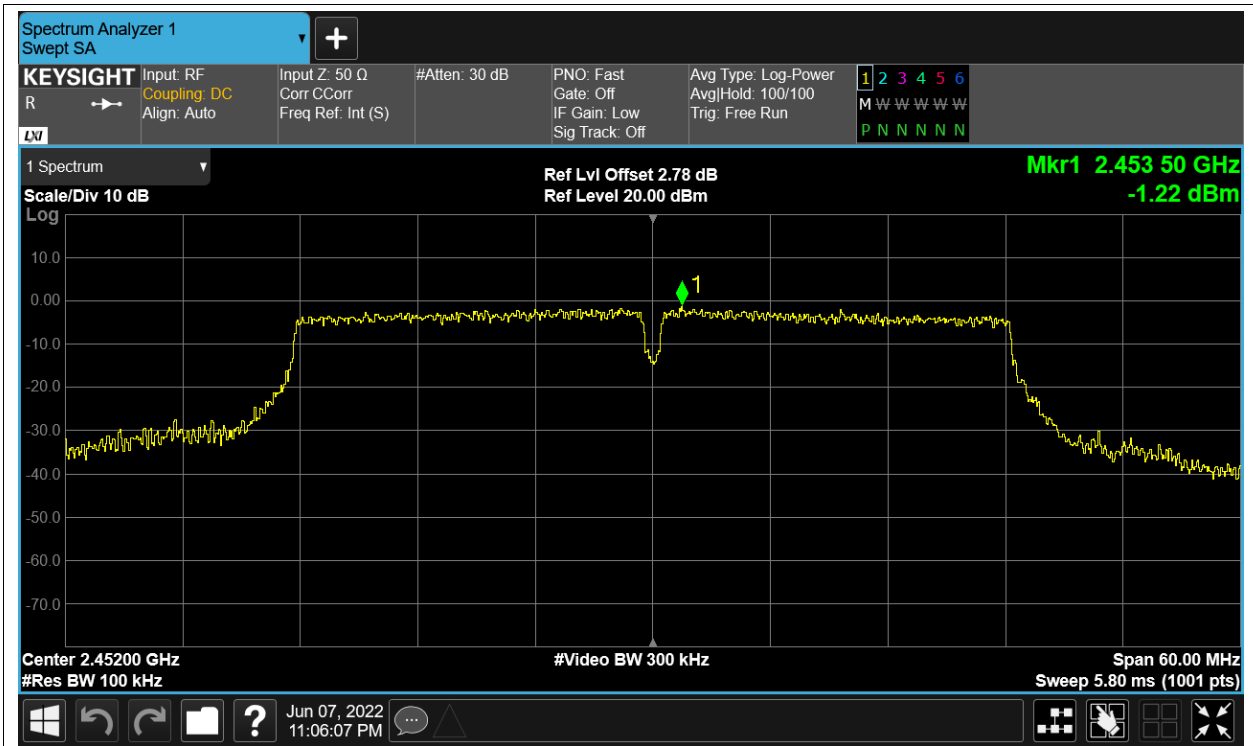 Spectrum Analyzer 1
Swept SA
KEYSIGHT
R
LXI
Input: RF
Coupling: DC
Align: Auto
Input Z: 50 Ω
Corr CCorr
Freq Ref: Int (S)
#Atten: 30 dB
PNO: Fast
Gate: Off
IF Gain: Low
Sig Track: Off
Avg Type: Log-Power
Avg|Hold: 100/100
Trig: Free Run
1 2 3 4 5 6
M W W W W W
P N N N N N
1 Spectrum
Scale/Div 10 dB
Ref Lvl Offset 2.78 dB
Ref Level 20.00 dBm
Mkr1 2.453 50 GHz
-1.22 dBm
Log
10.0
0.00
-10.0
-20.0
-30.0
-40.0
-50.0
-60.0
-70.0
1
Center 2.45200 GHz
#Res BW 100 kHz
#Video BW 300 kHz
Span 60.00 MHz
Sweep 5.80 ms (1001 pts)
?
Jun 07, 2022
11:06:07 PM